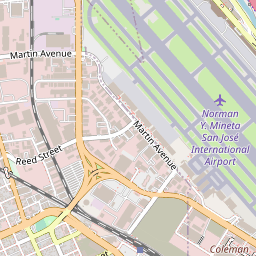 Martin Avenue
Norman
Y. Mineta
San José
International
Airport
Martin Avenue
Reed Street
Coleman